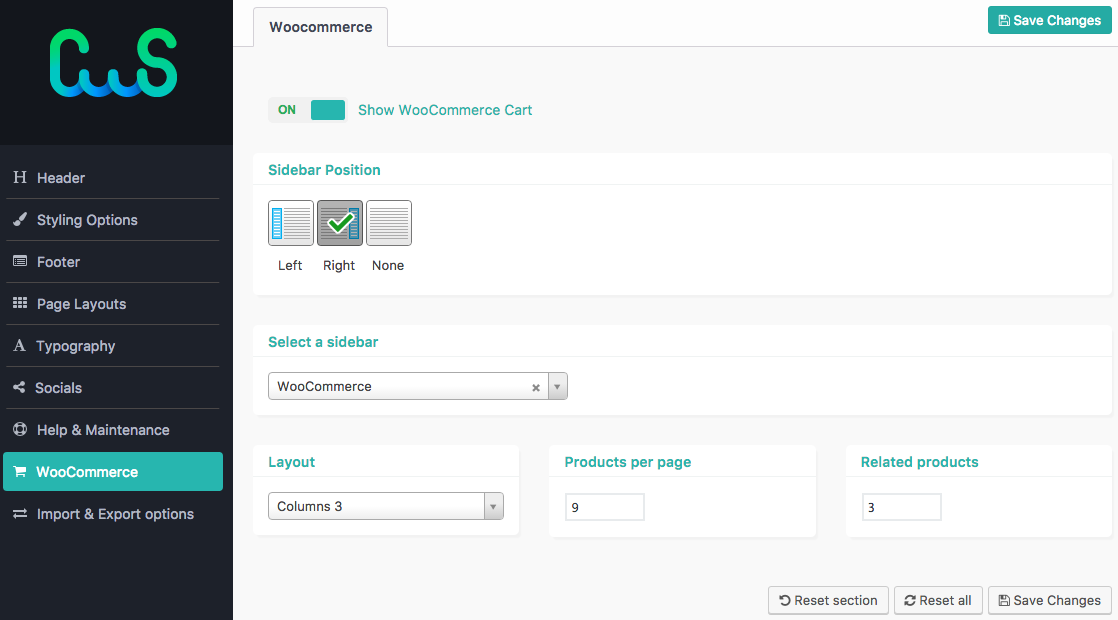 CWS
Woocommerce
Save Changes
ON
Show WooCommerce Cart
Header
Styling Options
Footer
Page Layouts
Typography
Socials
Help & Maintenance
WooCommerce
Import & Export options
Sidebar Position
Left Right None
Select a sidebar
WooCommerce
Layout Products per page Related products
Columns 3 9 3
Reset section Reset all Save Changes